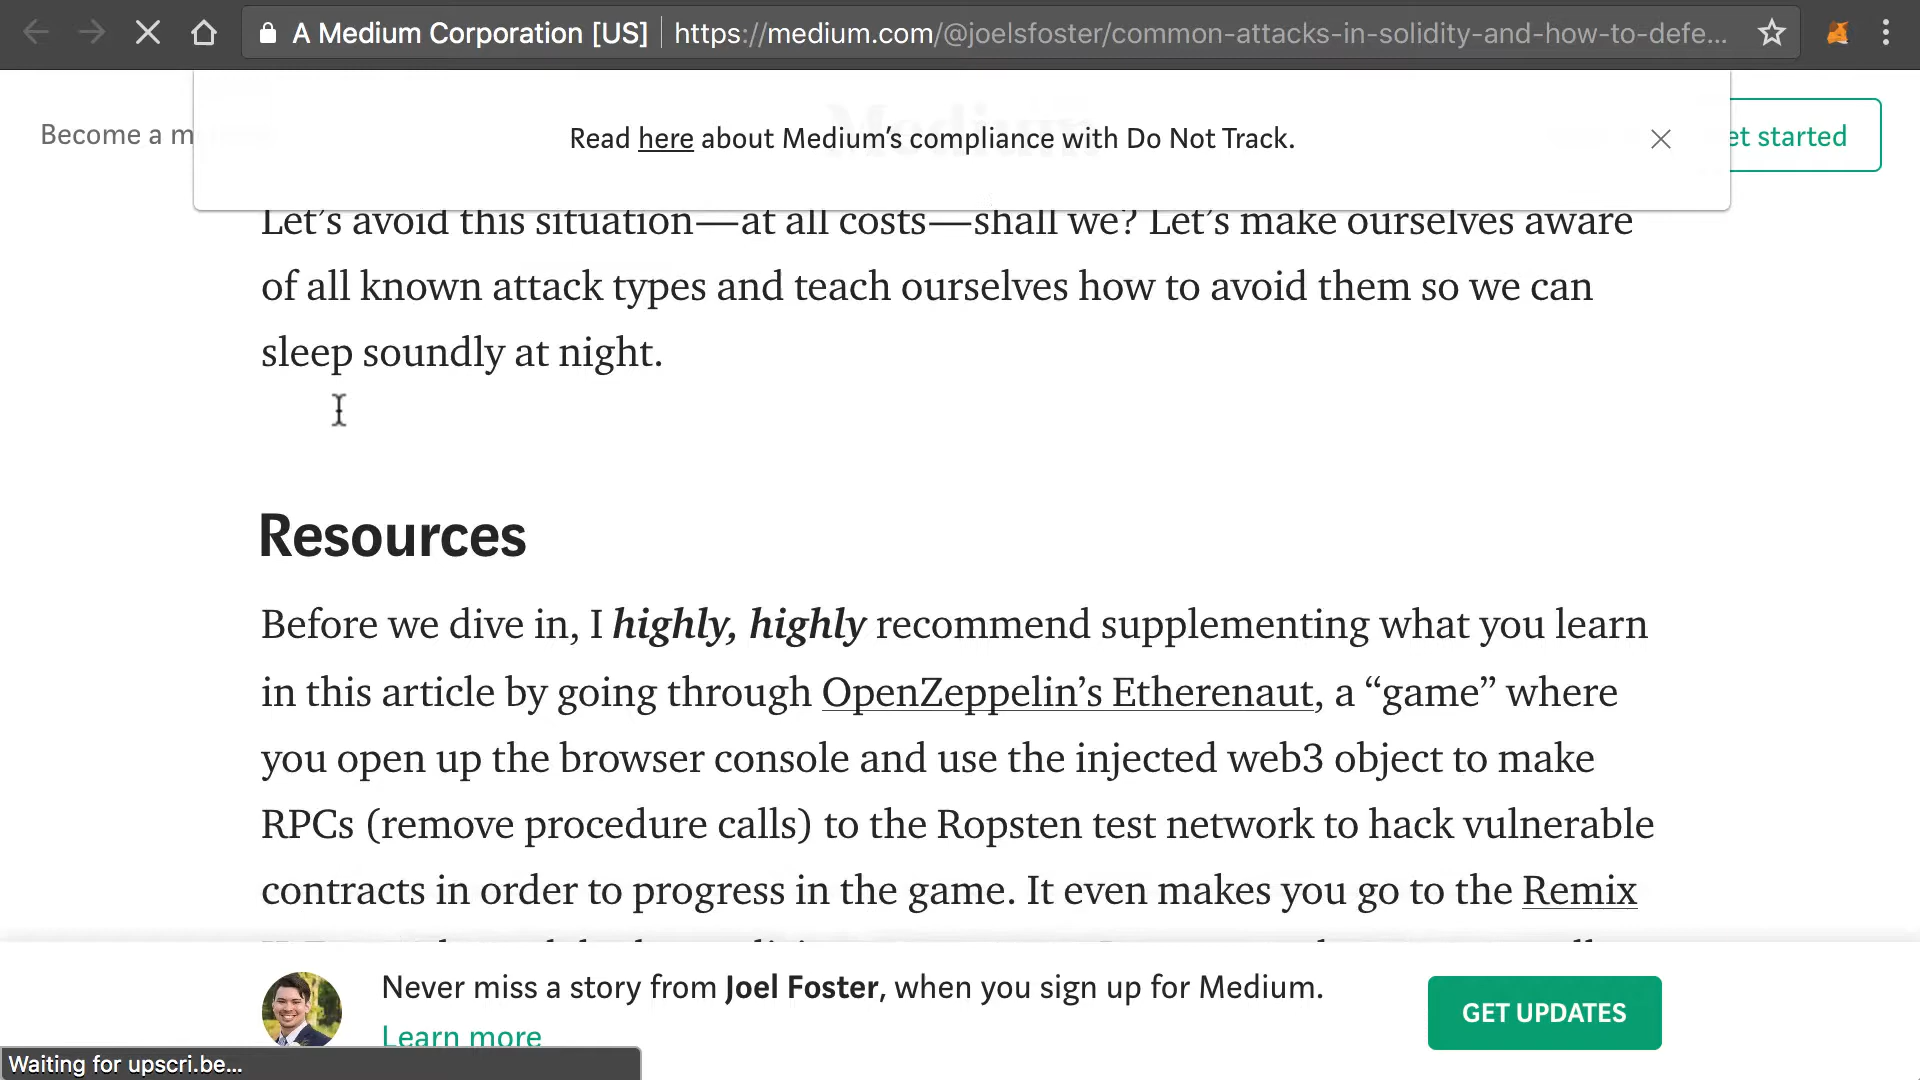 A Medium Corporation [US] https://medium.com/@joelsfoster/common-attacks-in-solidity-and-how-to-defe...
Become a m
Medium
Read here about Medium’s compliance with Do Not Track.
et started
Let’s avoid this situation—at all costs—shall we? Let’s make ourselves aware
of all known attack types and teach ourselves how to avoid them so we can
sleep soundly at night.
Resources
Before we dive in, I highly, highly recommend supplementing what you learn
in this article by going through OpenZeppelin’s Etherenaut, a “game” where
you open up the browser console and use the injected web3 object to make
RPCs (remove procedure calls) to the Ropsten test network to hack vulnerable
contracts in order to progress in the game. It even makes you go to the Remix
Never miss a story from Joel Foster, when you sign up for Medium.
Learn more
GET UPDATES
Waiting for upscri.be...